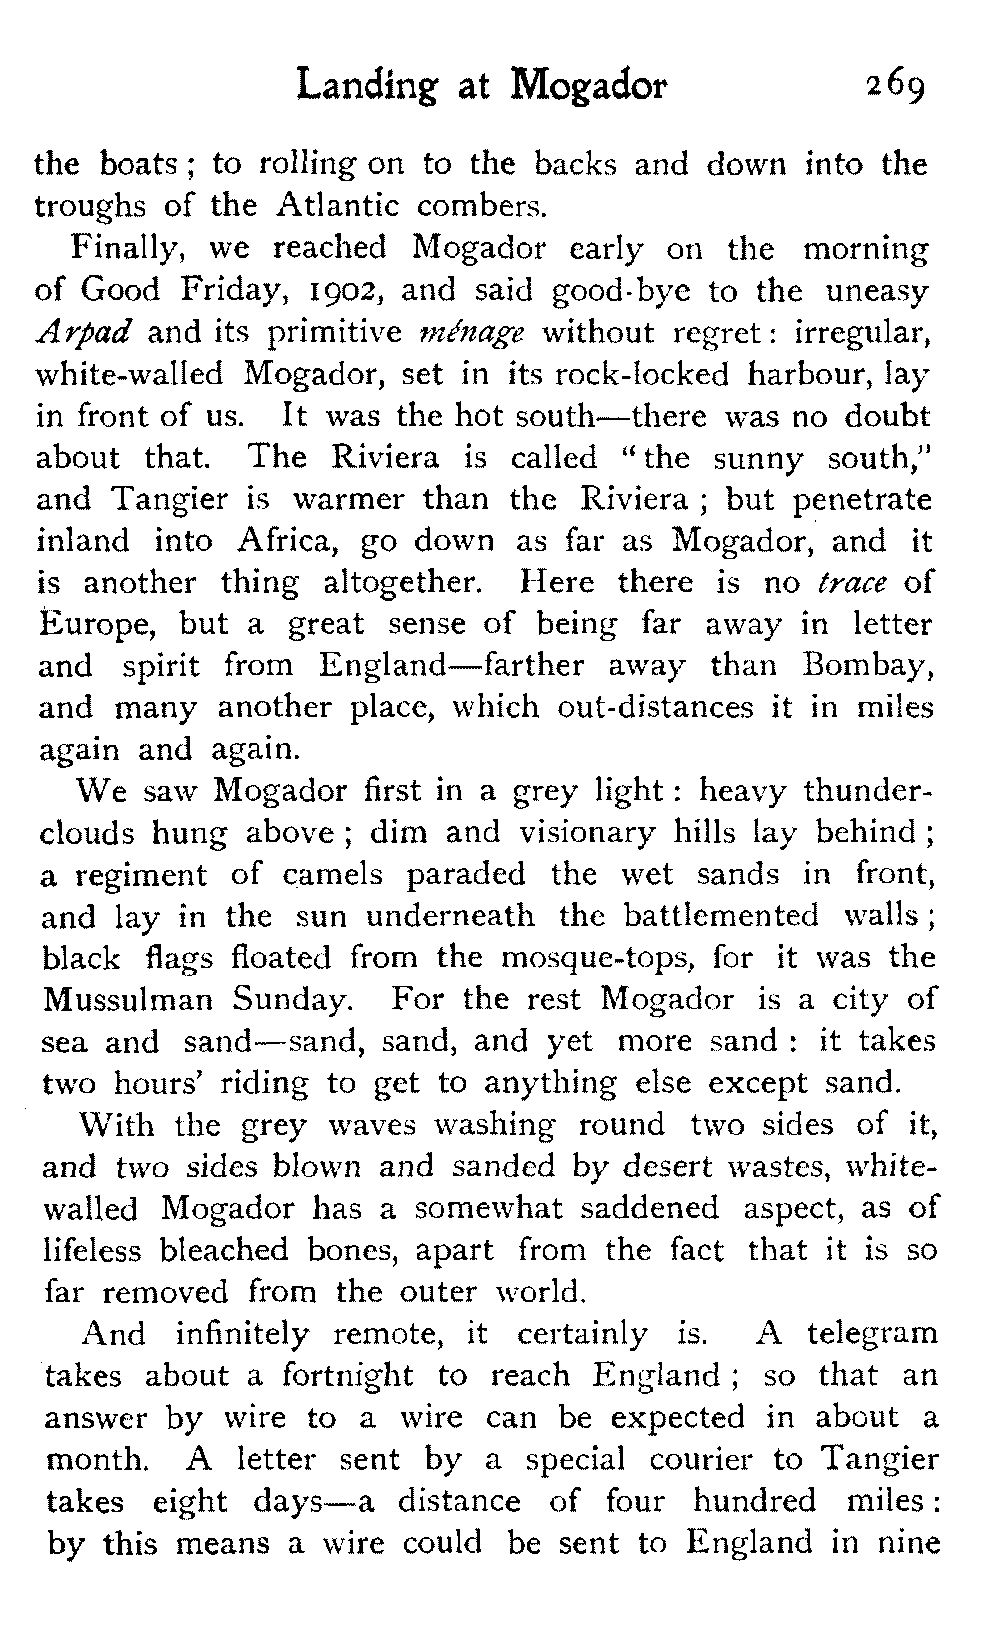 Landing at Mogador 269
the boats ; to rolling on to the backs and down into the
troughs of the Atlantic combers.
Finally, we reached Mogador early on the morning
of Good Friday, 1902, and said good-bye to the uneasy
Arpad and its primitive ménage without regret : irregular,
white-walled Mogador, set in its rock-locked harbour, lay
in front of us. It was the hot south—there was no doubt
about that. The Riviera is called “ the sunny south,”
and Tangier is warmer than the Riviera ; but penetrate
inland into Africa, go down as far as Mogador, and it
is another thing altogether. Here there is no trace of
Europe, but a great sense of being far away in letter
and spirit from England—farther away than Bombay,
and many another place, which out-distances it in miles
again and again.
We saw Mogador first in a grey light : heavy thunder-
clouds hung above ; dim and visionary hills lay behind ;
a regiment of camels paraded the wet sands in front,
and lay in the sun underneath the battlemented walls ;
black flags floated from the mosque-tops, for it was the
Mussulman Sunday. For the rest Mogador is a city of
sea and sand—sand, sand, and yet more sand : it takes
two hours’ riding to get to anything else except sand.
With the grey waves washing round two sides of it,
and two sides blown and sanded by desert wastes, white-
walled Mogador has a somewhat saddened aspect, as of
lifeless bleached bones, apart from the fact that it is so
far removed from the outer world.
And infinitely remote, it certainly is. A telegram
takes about a fortnight to reach England ; so that an
answer by wire to a wire can be expected in about a
month. A letter sent by a special courier to Tangier
takes eight days—a distance of four hundred miles :
by this means a wire could be sent to England in nine